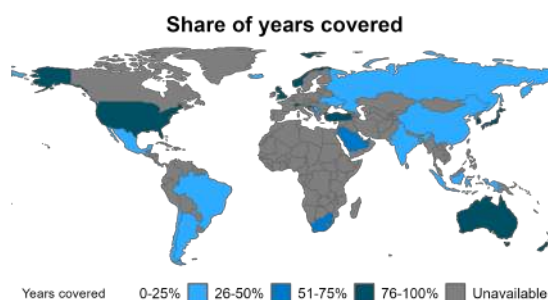 Share of years covered
Years covered 0-25% 26-50% 51-75% 76-100% Unavailable